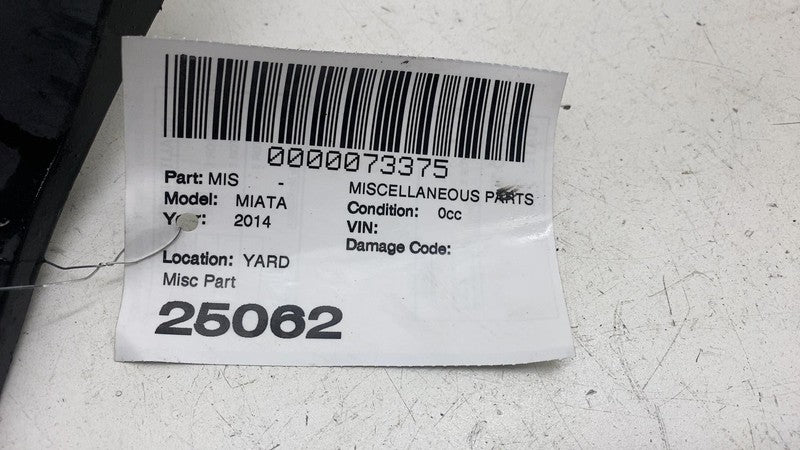 0000073375
Part: MIS - MISCELLANEOUS PARTS
Model: MIATA Condition: 0cc
Year: 2014 VIN:
Damage Code:
Location: YARD
Misc Part
25062